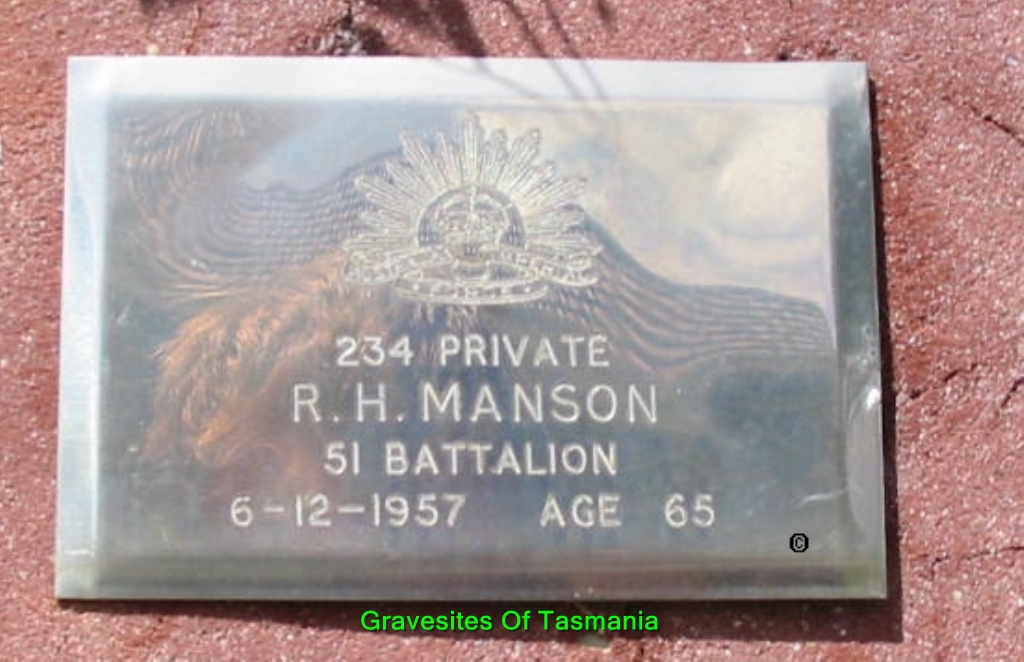 234 PRIVATE
R. H. MANSON
51 BATTALION
6-12-1957 AGE 65
©
Gravesites Of Tasmania